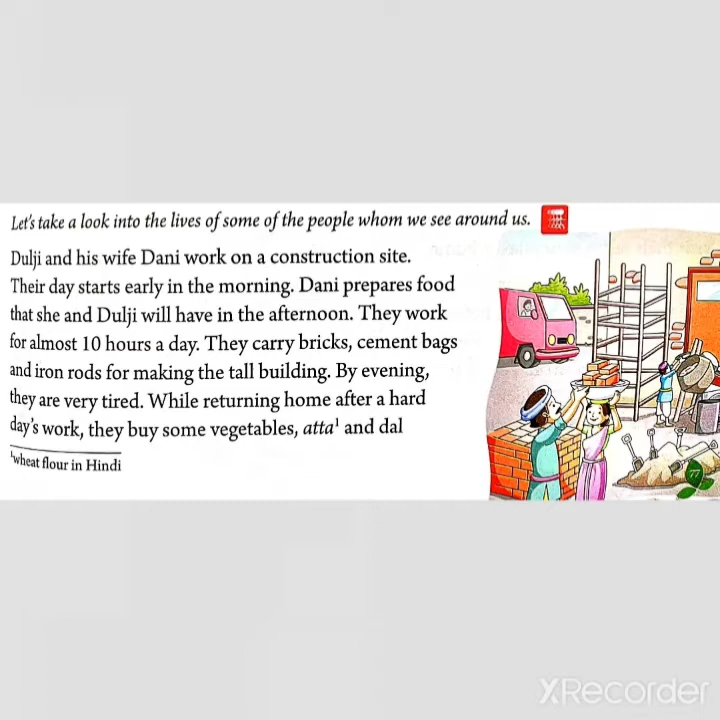 Let's take a look into the lives of some of the people whom we see around us.
Dulji and his wife Dani work on a construction site.
Their day starts early in the morning. Dani prepares food
that she and Dulji will have in the afternoon. They work
for almost 10 hours a day. They carry bricks, cement bags
and iron rods for making the tall building. By evening,
they are very tired. While returning home after a hard
day's work, they buy some vegetables, atta¹ and dal
¹wheat flour in Hindi
77
XRecorder